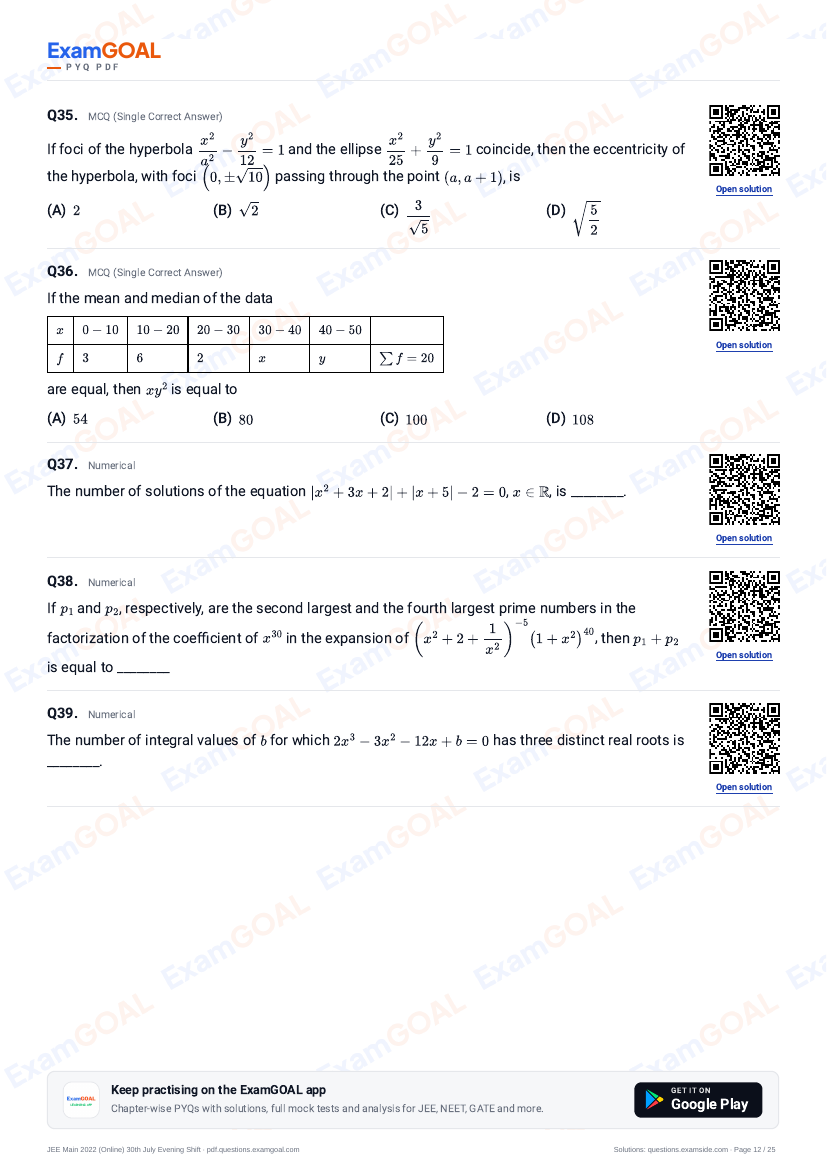 ExamGOAL
PYQ PDF
Q35. MCQ (Single Correct Answer)
If foci of the hyperbola x²/a² − y²/12 = 1 and the ellipse x²/25 + y²/9 = 1 coincide, then the eccentricity of
the hyperbola, with foci (0, ±√10) passing through the point (a, a + 1), is
(A) 2 (B) √2 (C) 3/√5 (D) √(5/2)
Open solution
Q36. MCQ (Single Correct Answer)
If the mean and median of the data
x 0 − 10 10 − 20 20 − 30 30 − 40 40 − 50
f 3 6 2 x y ∑ f = 20
are equal, then xy² is equal to
(A) 54 (B) 80 (C) 100 (D) 108
Open solution
Q37. Numerical
The number of solutions of the equation |x² + 3x + 2| + |x + 5| − 2 = 0, x ∈ ℝ, is ________.
Open solution
Q38. Numerical
If p₁ and p₂, respectively, are the second largest and the fourth largest prime numbers in the
factorization of the coefficient of x³⁰ in the expansion of (x² + 2 + 1/x²)⁻⁵ (1 + x²)⁴⁰, then p₁ + p₂
is equal to ________
Open solution
Q39. Numerical
The number of integral values of b for which 2x³ − 3x² − 12x + b = 0 has three distinct real roots is
________.
Open solution
Keep practising on the ExamGOAL app
Chapter-wise PYQs with solutions, full mock tests and analysis for JEE, NEET, GATE and more.
GET IT ON
Google Play
JEE Main 2022 (Online) 30th July Evening Shift · pdf.questions.examgoal.com
Solutions: questions.examside.com · Page 12 / 25